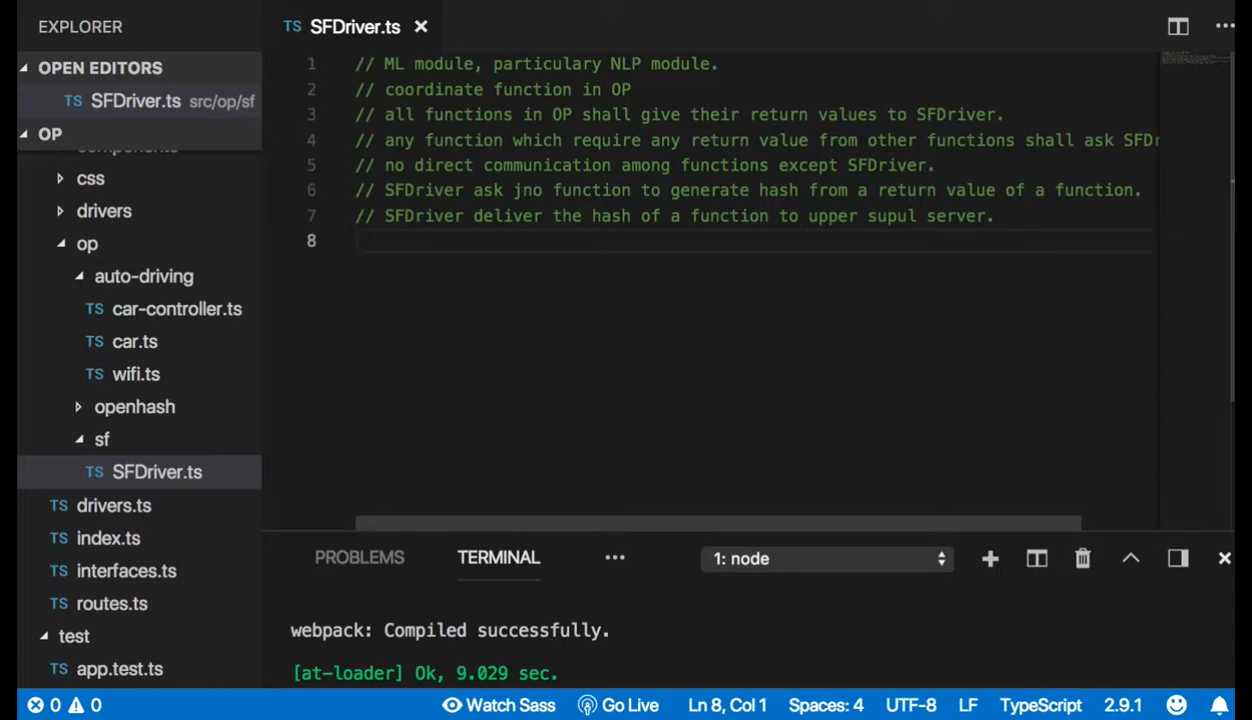 EXPLORER
OPEN EDITORS
TS SFDriver.ts src/op/sf
OP
components
css
drivers
op
auto-driving
TS car-controller.ts
TS car.ts
TS wifi.ts
openhash
sf
TS SFDriver.ts
TS drivers.ts
TS index.ts
TS interfaces.ts
TS routes.ts
test
TS app.test.ts
TS SFDriver.ts
1 // ML module, particulary NLP module.
2 // coordinate function in OP
3 // all functions in OP shall give their return values to SFDriver.
4 // any function which require any return value from other functions shall ask SFDr
5 // no direct communication among functions except SFDriver.
6 // SFDriver ask jno function to generate hash from a return value of a function.
7 // SFDriver deliver the hash of a function to upper supul server.
8
PROBLEMS TERMINAL ... 1: node
webpack: Compiled successfully.
[at-loader] Ok, 9.029 sec.
0 0 Watch Sass Go Live Ln 8, Col 1 Spaces: 4 UTF-8 LF TypeScript 2.9.1